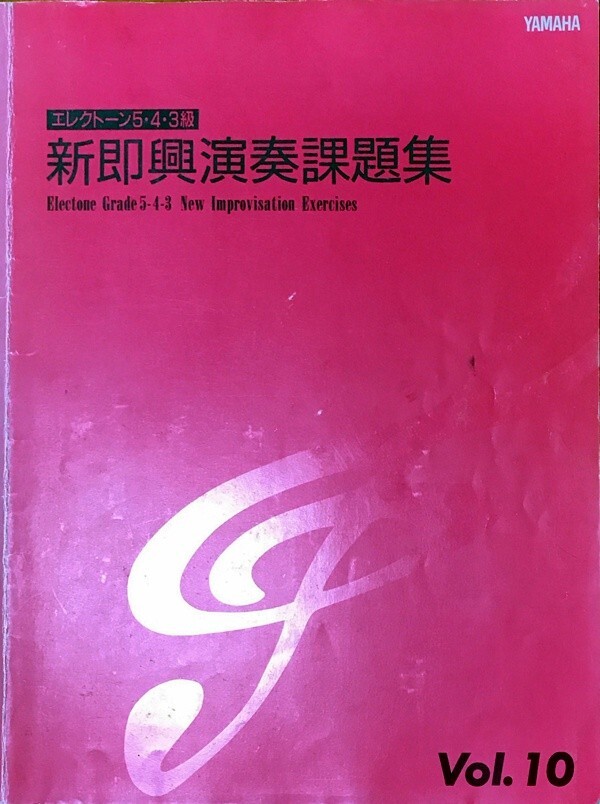 YAMAHA
エレクトーン5・4・3級
新即興演奏課題集
Electone Grade 5-4-3 New Improvisation Exercises
Vol. 10